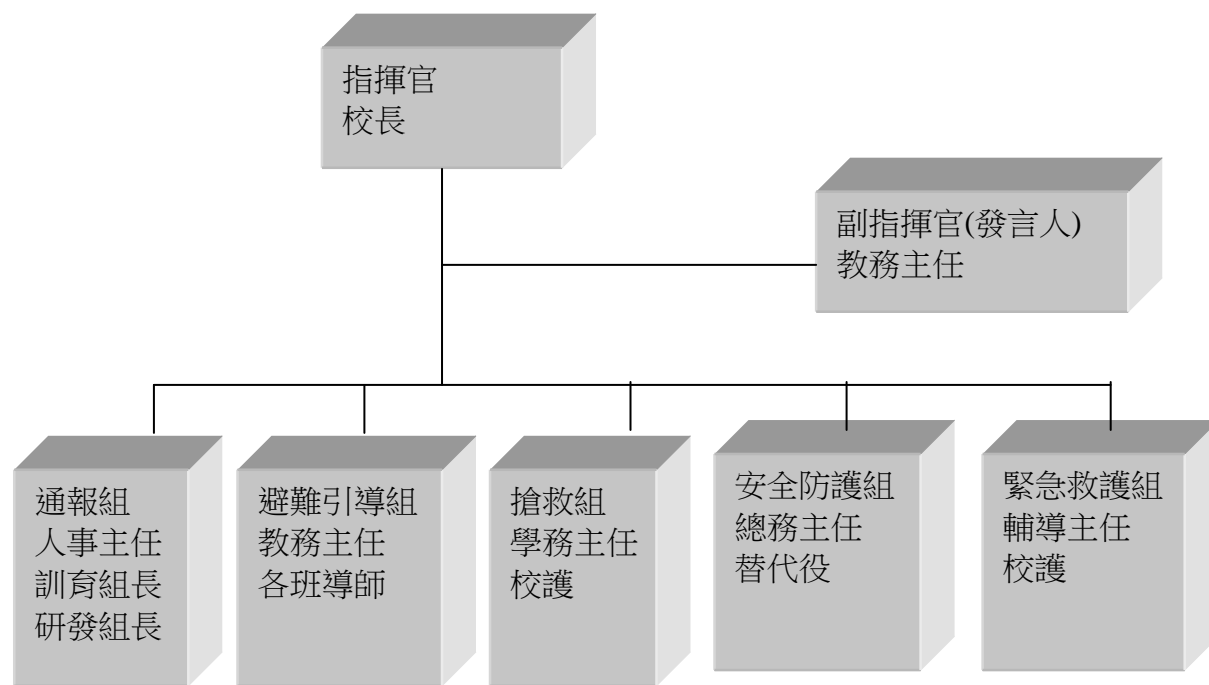 指揮官
校長
副指揮官(發言人)
教務主任
通報組
人事主任
訓育組長
研發組長
避難引導組
教務主任
各班導師
搶救組
學務主任
校護
安全防護組
總務主任
替代役
緊急救護組
輔導主任
校護